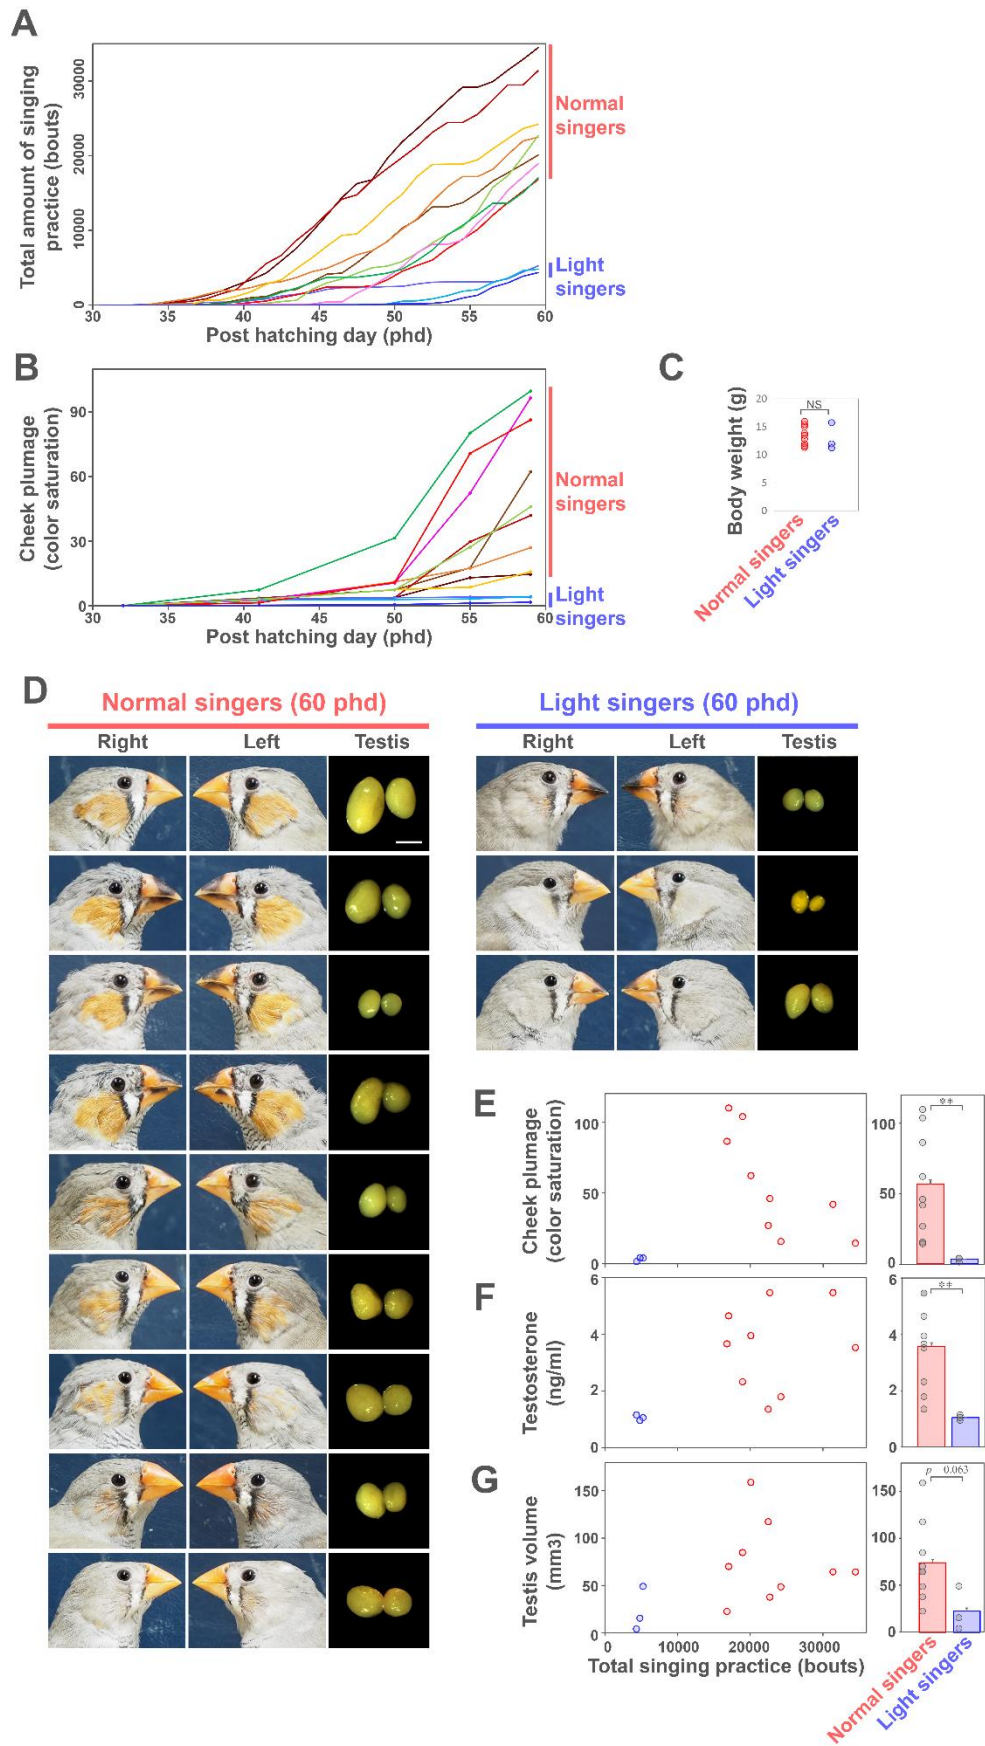 A
Total amount of singing
practice (bouts)
30000
20000
10000
0
30 35 40 45 50 55 60
Post hatching day (phd)
Normal
singers
Light
singers
B
Cheek plumage
(color saturation)
90
60
30
0
30 35 40 45 50 55 60
Post hatching day (phd)
Normal
singers
Light
singers
C
Body weight (g)
20
15
10
5
0
NS
Normal singers
Light singers
D
Normal singers (60 phd)
Right Left Testis
Light singers (60 phd)
Right Left Testis
E
Cheek plumage
(color saturation)
100
50
0
100
50
0
**
F
Testosterone
(ng/ml)
6
4
2
0
6
4
2
0
**
G
Testis volume
(mm3)
150
100
50
0
0 10000 20000 30000
Total singing practice (bouts)
150
100
50
0
p 0.063
Normal singers
Light singers